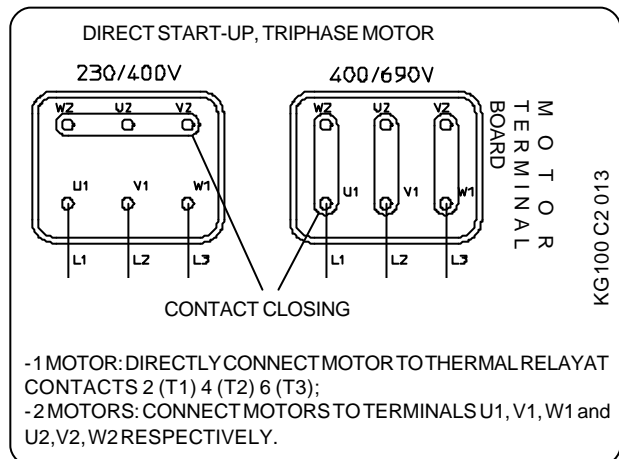 DIRECT START-UP, TRIPHASE MOTOR
230/400V
400/690V
W2 U2 V2
W2 U2 V2
U1 V1 W1
U1 V1 W1
L1 L2 L3
L1 L2 L3
MOTOR
TERMINAL
BOARD
KG100 C2 013
CONTACT CLOSING
-1 MOTOR: DIRECTLY CONNECT MOTOR TO THERMAL RELAY AT
CONTACTS 2 (T1) 4 (T2) 6 (T3);
-2 MOTORS: CONNECT MOTORS TO TERMINALS U1, V1, W1 and
U2,V2, W2 RESPECTIVELY.